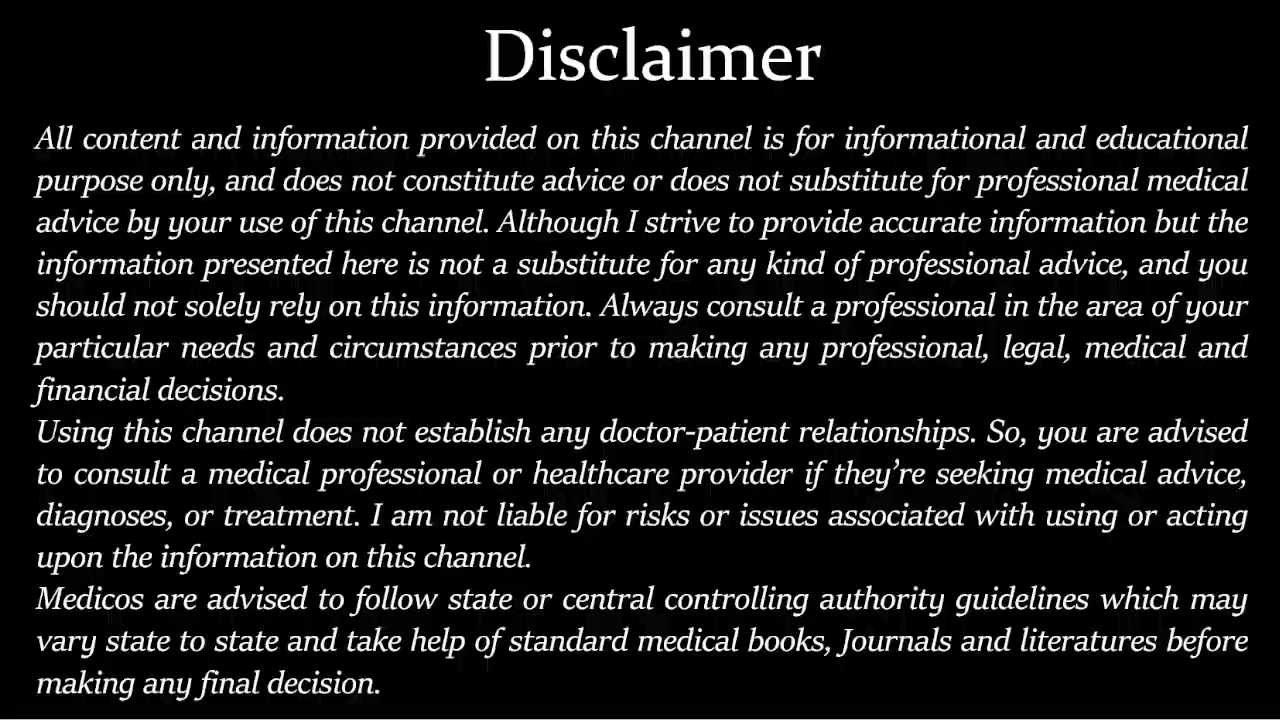 Disclaimer
All content and information provided on this channel is for informational and educational
purpose only, and does not constitute advice or does not substitute for professional medical
advice by your use of this channel. Although I strive to provide accurate information but the
information presented here is not a substitute for any kind of professional advice, and you
should not solely rely on this information. Always consult a professional in the area of your
particular needs and circumstances prior to making any professional, legal, medical and
financial decisions.
Using this channel does not establish any doctor-patient relationships. So, you are advised
to consult a medical professional or healthcare provider if they’re seeking medical advice,
diagnoses, or treatment. I am not liable for risks or issues associated with using or acting
upon the information on this channel.
Medicos are advised to follow state or central controlling authority guidelines which may
vary state to state and take help of standard medical books, Journals and literatures before
making any final decision.